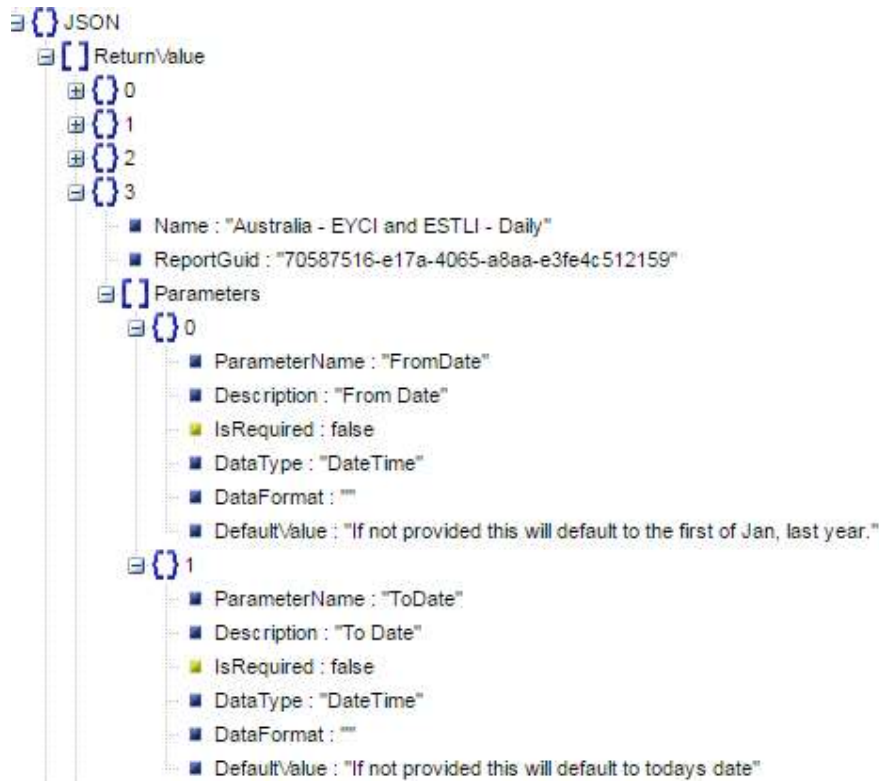 JSON
ReturnValue
0
1
2
3
Name : "Australia - EYCI and ESTLI - Daily"
ReportGuid : "70587516-e17a-4065-a8aa-e3fe4c512159"
Parameters
0
ParameterName : "FromDate"
Description : "From Date"
IsRequired : false
DataType : "DateTime"
DataFormat : ""
DefaultValue : "If not provided this will default to the first of Jan, last year."
1
ParameterName : "ToDate"
Description : "To Date"
IsRequired : false
DataType : "DateTime"
DataFormat : ""
DefaultValue : "If not provided this will default to todays date"